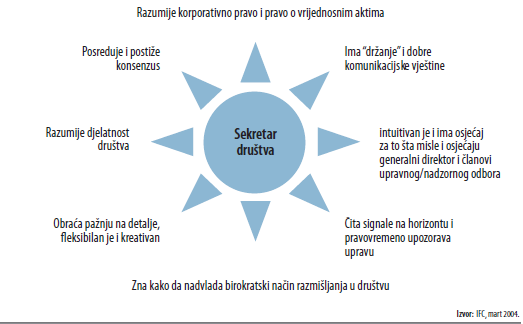 Razumije korporativno pravo i pravo o vrijednosnim aktima
Posreduje i postiže
konsenzus
Ima "držanje" i dobre
komunikacijske vještine
Razumije djelatnost
društva
Sekretar
društva
intuitivan je i ima osjećaj
za to šta misle i osjećaju
generalni direktor i članovi
upravnog/nadzornog odbora
Obraća pažnju na detalje,
fleksibilan je i kreativan
Čita signale na horizontu i
pravovremeno upozorava
upravu
Zna kako da nadvlada birokratski način razmišljanja u društvu
Izvor: IFC, mart 2004.